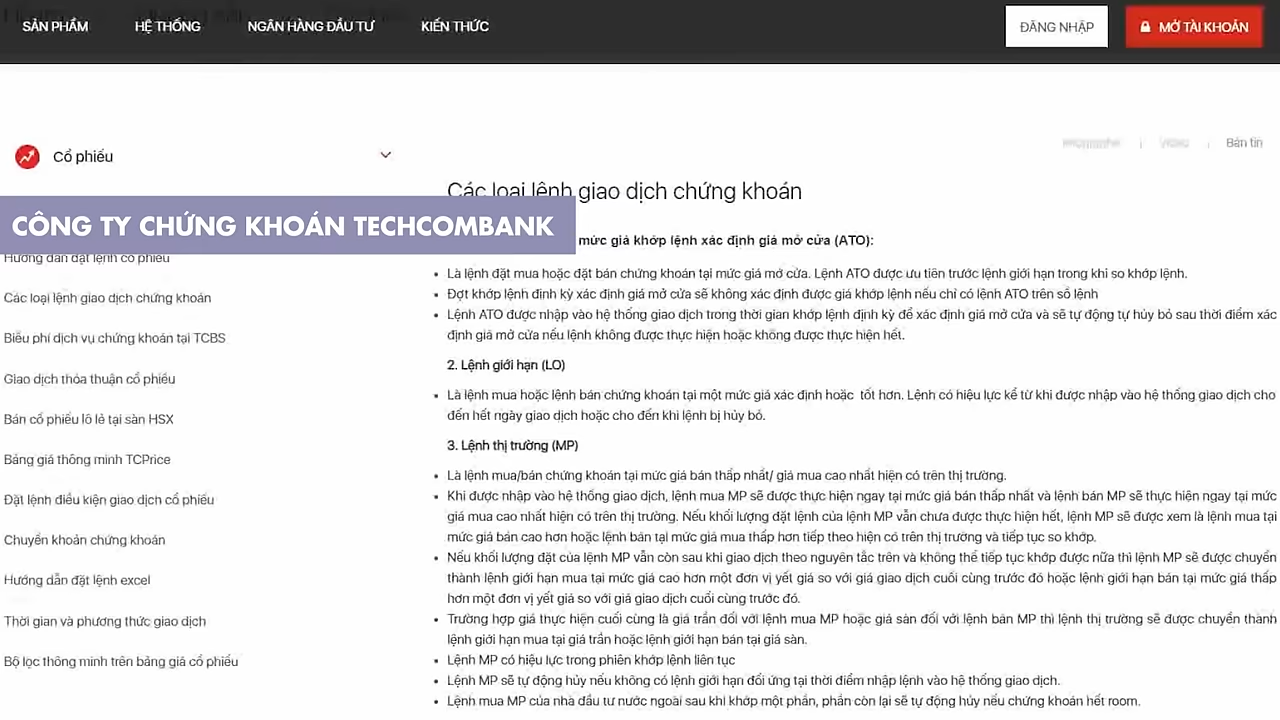 SẢN PHẨM
HỆ THỐNG
NGÂN HÀNG ĐẦU TƯ
KIẾN THỨC
ĐĂNG NHẬP
MỞ TÀI KHOẢN
Bản tin
Cổ phiếu
Các loại lệnh giao dịch chứng khoán
CÔNG TY CHỨNG KHOÁN TECHCOMBANK
mức giá khớp lệnh xác định giá mở cửa (ATO):
Hướng dẫn đặt lệnh cổ phiếu
Các loại lệnh giao dịch chứng khoán
Biểu phí dịch vụ chứng khoán tại TCBS
Giao dịch thỏa thuận cổ phiếu
Bán cổ phiếu lô lẻ tại sàn HSX
Bảng giá thông minh TCPrice
Đặt lệnh điều kiện giao dịch cổ phiếu
Chuyển khoản chứng khoán
Hướng dẫn đặt lệnh excel
Thời gian và phương thức giao dịch
Bộ lọc thông minh trên bảng giá cổ phiếu
• Là lệnh đặt mua hoặc đặt bán chứng khoán tại mức giá mở cửa. Lệnh ATO được ưu tiên trước lệnh giới hạn trong khi so khớp lệnh.
• Đợt khớp lệnh định kỳ xác định giá mở cửa sẽ không xác định được giá khớp lệnh nếu chỉ có lệnh ATO trên sổ lệnh
• Lệnh ATO được nhập vào hệ thống giao dịch trong thời gian khớp lệnh định kỳ để xác định giá mở cửa và sẽ tự động tự hủy bỏ sau thời điểm xác
định giá mở cửa nếu lệnh không được thực hiện hoặc không được thực hiện hết.
2. Lệnh giới hạn (LO)
• Là lệnh mua hoặc lệnh bán chứng khoán tại một mức giá xác định hoặc tốt hơn. Lệnh có hiệu lực kể từ khi được nhập vào hệ thống giao dịch cho
đến hết ngày giao dịch hoặc cho đến khi lệnh bị hủy bỏ.
3. Lệnh thị trường (MP)
• Là lệnh mua/bán chứng khoán tại mức giá bán thấp nhất/ giá mua cao nhất hiện có trên thị trường.
• Khi được nhập vào hệ thống giao dịch, lệnh mua MP sẽ được thực hiện ngay tại mức giá bán thấp nhất và lệnh bán MP sẽ thực hiện ngay tại mức
giá mua cao nhất hiện có trên thị trường. Nếu khối lượng đặt lệnh của lệnh MP vẫn chưa được thực hiện hết, lệnh MP sẽ được xem là lệnh mua tại
mức giá bán cao hơn hoặc lệnh bán tại mức giá mua thấp hơn tiếp theo hiện có trên thị trường và tiếp tục so khớp.
• Nếu khối lượng đặt của lệnh MP vẫn còn sau khi giao dịch theo nguyên tắc trên và không thể tiếp tục khớp được nữa thì lệnh MP sẽ được chuyển
thành lệnh giới hạn mua tại mức giá cao hơn một đơn vị yết giá so với giá giao dịch cuối cùng trước đó hoặc lệnh giới hạn bán tại mức giá thấp
hơn một đơn vị yết giá so với giá giao dịch cuối cùng trước đó.
• Trường hợp giá thực hiện cuối cùng là giá trần đối với lệnh mua MP hoặc giá sàn đối với lệnh bán MP thì lệnh thị trường sẽ được chuyển thành
lệnh giới hạn mua tại giá trần hoặc lệnh giới hạn bán tại giá sàn.
• Lệnh MP có hiệu lực trong phiên khớp lệnh liên tục
• Lệnh MP sẽ tự động hủy nếu không có lệnh giới hạn đối ứng tại thời điểm nhập lệnh vào hệ thống giao dịch.
• Lệnh mua MP của nhà đầu tư nước ngoài sau khi khớp một phần, phần còn lại sẽ tự động hủy nếu chứng khoán hết room.